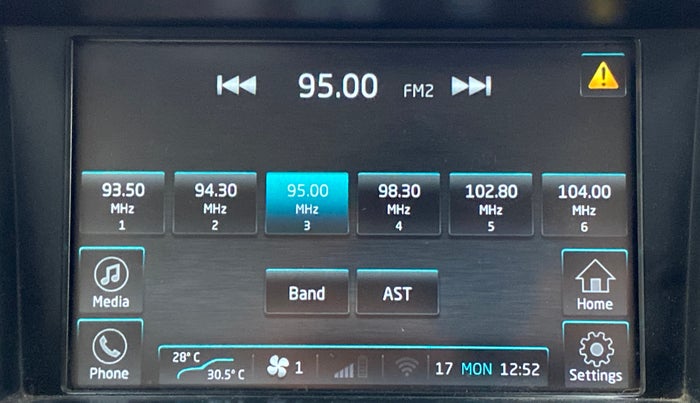 95.00 FM2
93.50 94.30 95.00 98.30 102.80 104.00
MHz MHz MHz MHz MHz MHz
1 2 3 4 5 6
Media Band AST Home
Phone 28° C 30.5° C 1 17 MON 12:52 Settings